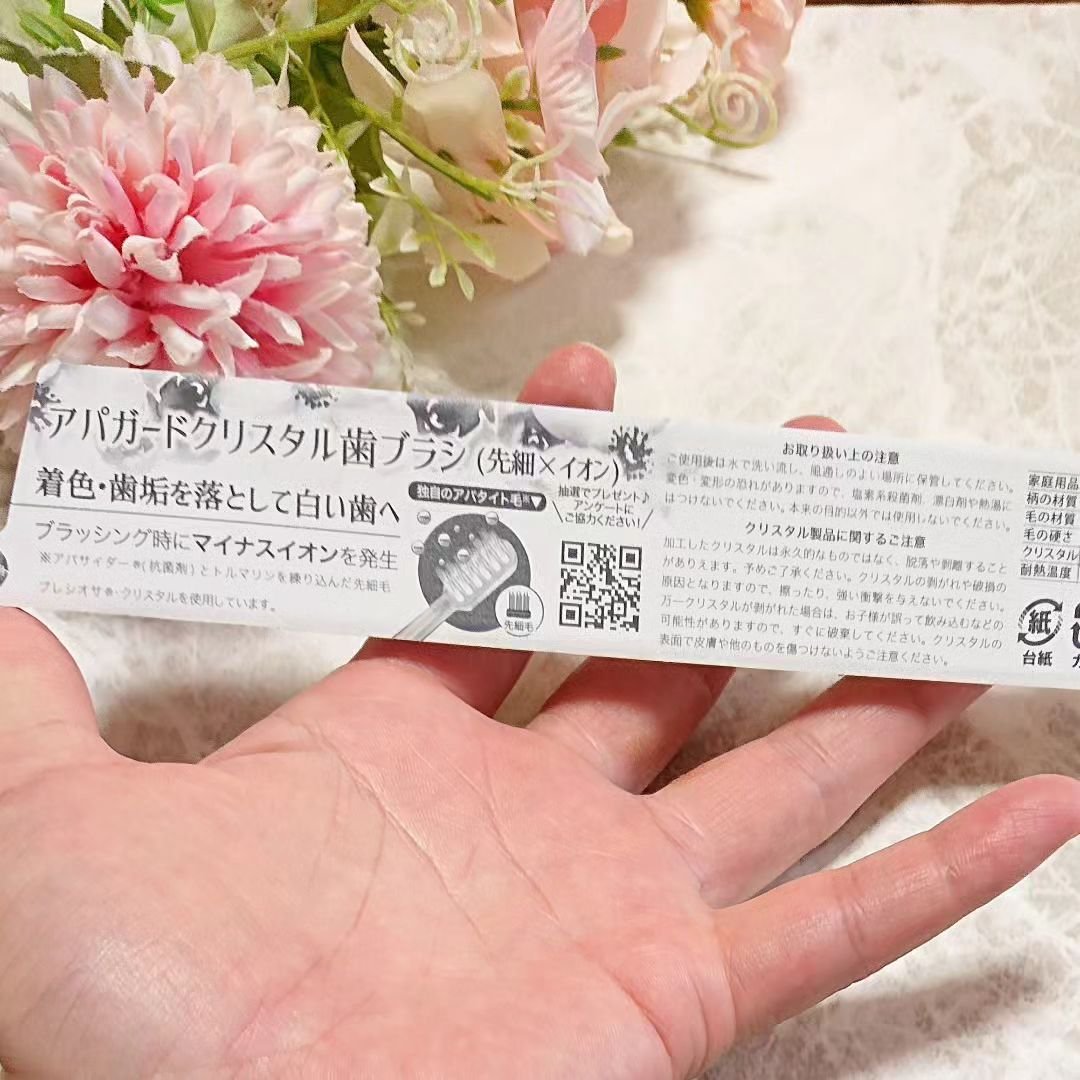 アパガードクリスタル歯ブラシ (先細×イオン)
着色・歯垢を落として白い歯へ
ブラッシング時にマイナスイオンを発生
※アパサイダー®(抗菌剤)とトルマリンを練り込んだ先細毛
プレシオサ®・クリスタルを使用しています。
独自のアパタイト毛※
先細毛
抽選でプレゼント♪
アンケートに
ご協力ください!
お取り扱い上の注意
ご使用後は水で洗い流し、風通しのよい場所に保管してください。
変色・変形の恐れがありますので、塩素系殺菌剤、漂白剤や熱湯に
はつけないでください。本来の目的以外では使用しないでください。
クリスタル製品に関するご注意
加工したクリスタルは永久的なものではなく、脱落や剥離すること
がありえます。予めご了承ください。クリスタルの剥がれや破損の
原因となりますので、擦ったり、強い衝撃を与えないでください。
万一クリスタルが剥がれた場合は、お子様が誤って飲み込むなどの
可能性がありますので、すぐに破棄してください。クリスタルの
表面で皮膚や他のものを傷つけないようご注意ください。
家庭用品
柄の材質
毛の材質
毛の硬さ
クリスタル
耐熱温度
紙
台紙